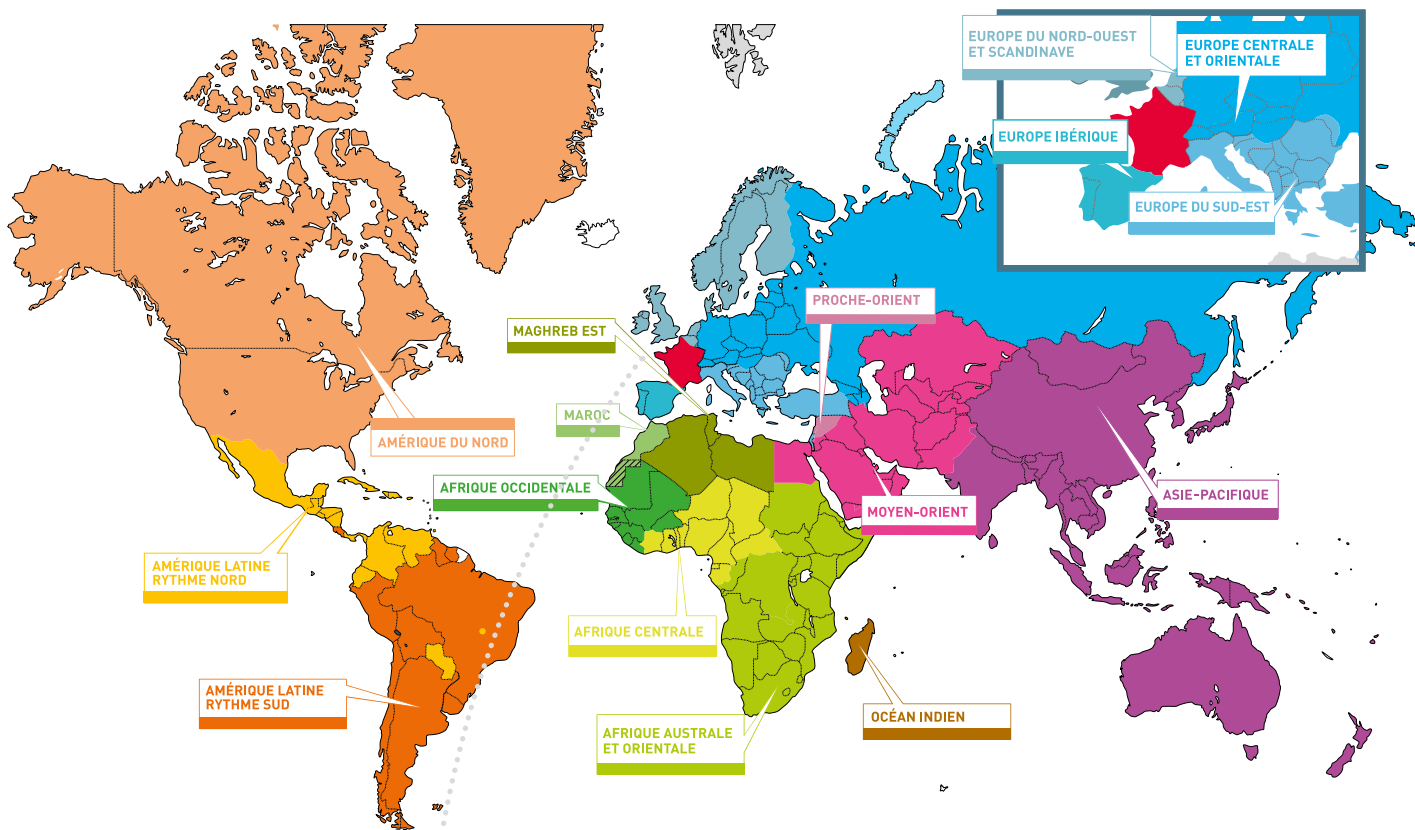 EUROPE DU NORD-OUEST
ET SCANDINAVE
EUROPE CENTRALE
ET ORIENTALE
EUROPE IBÉRIQUE
EUROPE DU SUD-EST
PROCHE-ORIENT
MAGHREB EST
MAROC
AMÉRIQUE DU NORD
AFRIQUE OCCIDENTALE
MOYEN-ORIENT
ASIE-PACIFIQUE
AMÉRIQUE LATINE
RYTHME NORD
AFRIQUE CENTRALE
AMÉRIQUE LATINE
RYTHME SUD
OCÉAN INDIEN
AFRIQUE AUSTRALE
ET ORIENTALE